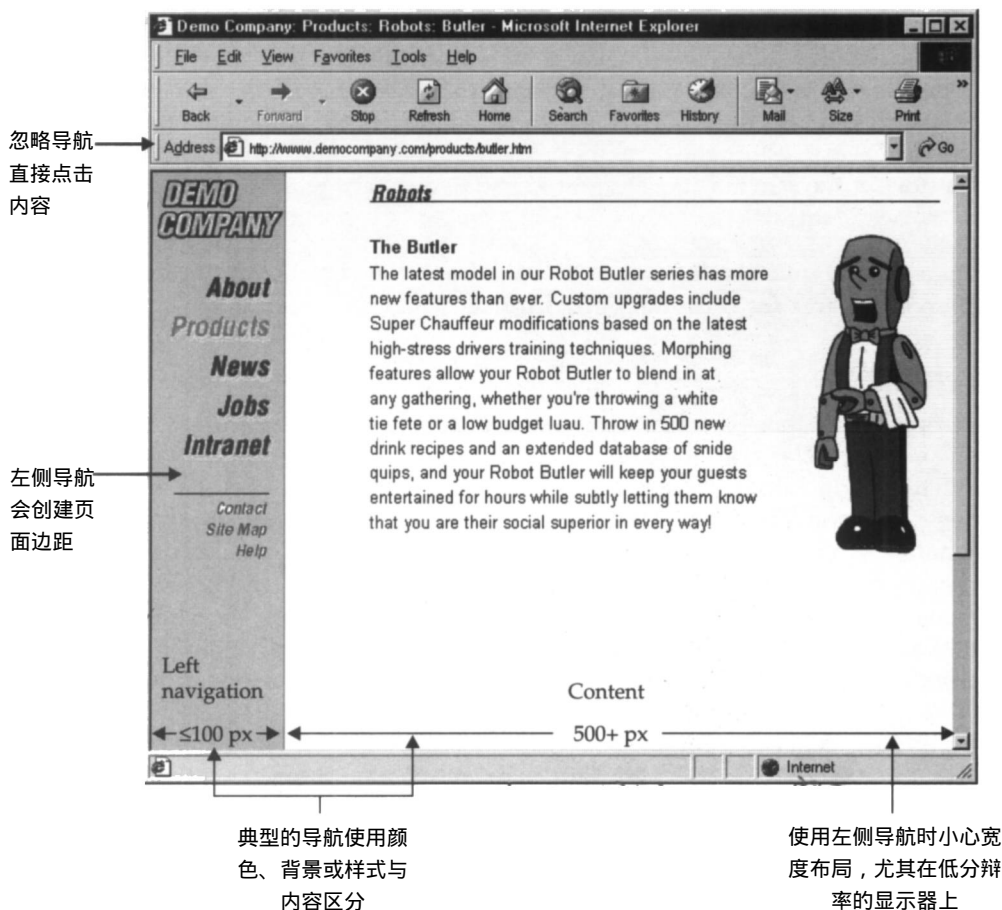 Demo Company: Products: Robots: Butler - Microsoft Internet Explorer
File Edit View Favorites Tools Help
Back Forward Stop Refresh Home Search Favorites History Mail Size Print
Address http://www.democompany.com/products/butler.htm Go
忽略导航
直接点击
内容
DEMO
COMPANY
About
Products
News
Jobs
Intranet
Contact
Site Map
Help
左侧导航
会创建页
面边距
Robots
The Butler
The latest model in our Robot Butler series has more
new features than ever. Custom upgrades include
Super Chauffeur modifications based on the latest
high-stress drivers training techniques. Morphing
features allow your Robot Butler to blend in at
any gathering, whether you're throwing a white
tie fete or a low budget luau. Throw in 500 new
drink recipes and an extended database of snide
quips, and your Robot Butler will keep your guests
entertained for hours while subtly letting them know
that you are their social superior in every way!
Left
navigation
≤100 px
Content
500+ px
Internet
典型的导航使用颜
色、背景或样式与
内容区分
使用左侧导航时小心宽
度布局，尤其在低分辩
率的显示器上